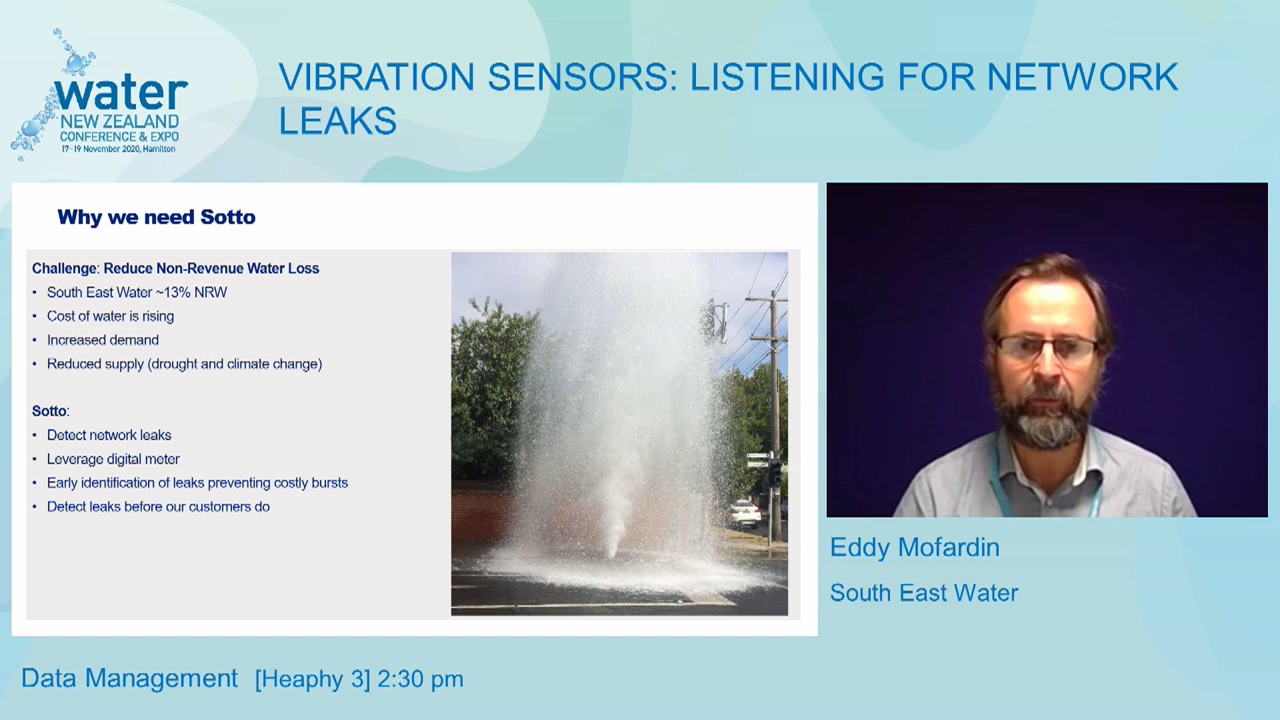 water
NEW ZEALAND
CONFERENCE & EXPO
17-19 November 2020, Hamilton
VIBRATION SENSORS: LISTENING FOR NETWORK
LEAKS
Why we need Sotto
Challenge: Reduce Non-Revenue Water Loss
• South East Water ~13% NRW
• Cost of water is rising
• Increased demand
• Reduced supply (drought and climate change)
Sotto:
• Detect network leaks
• Leverage digital meter
• Early identification of leaks preventing costly bursts
• Detect leaks before our customers do
Eddy Mofardin
South East Water
Data Management [Heaphy 3] 2:30 pm